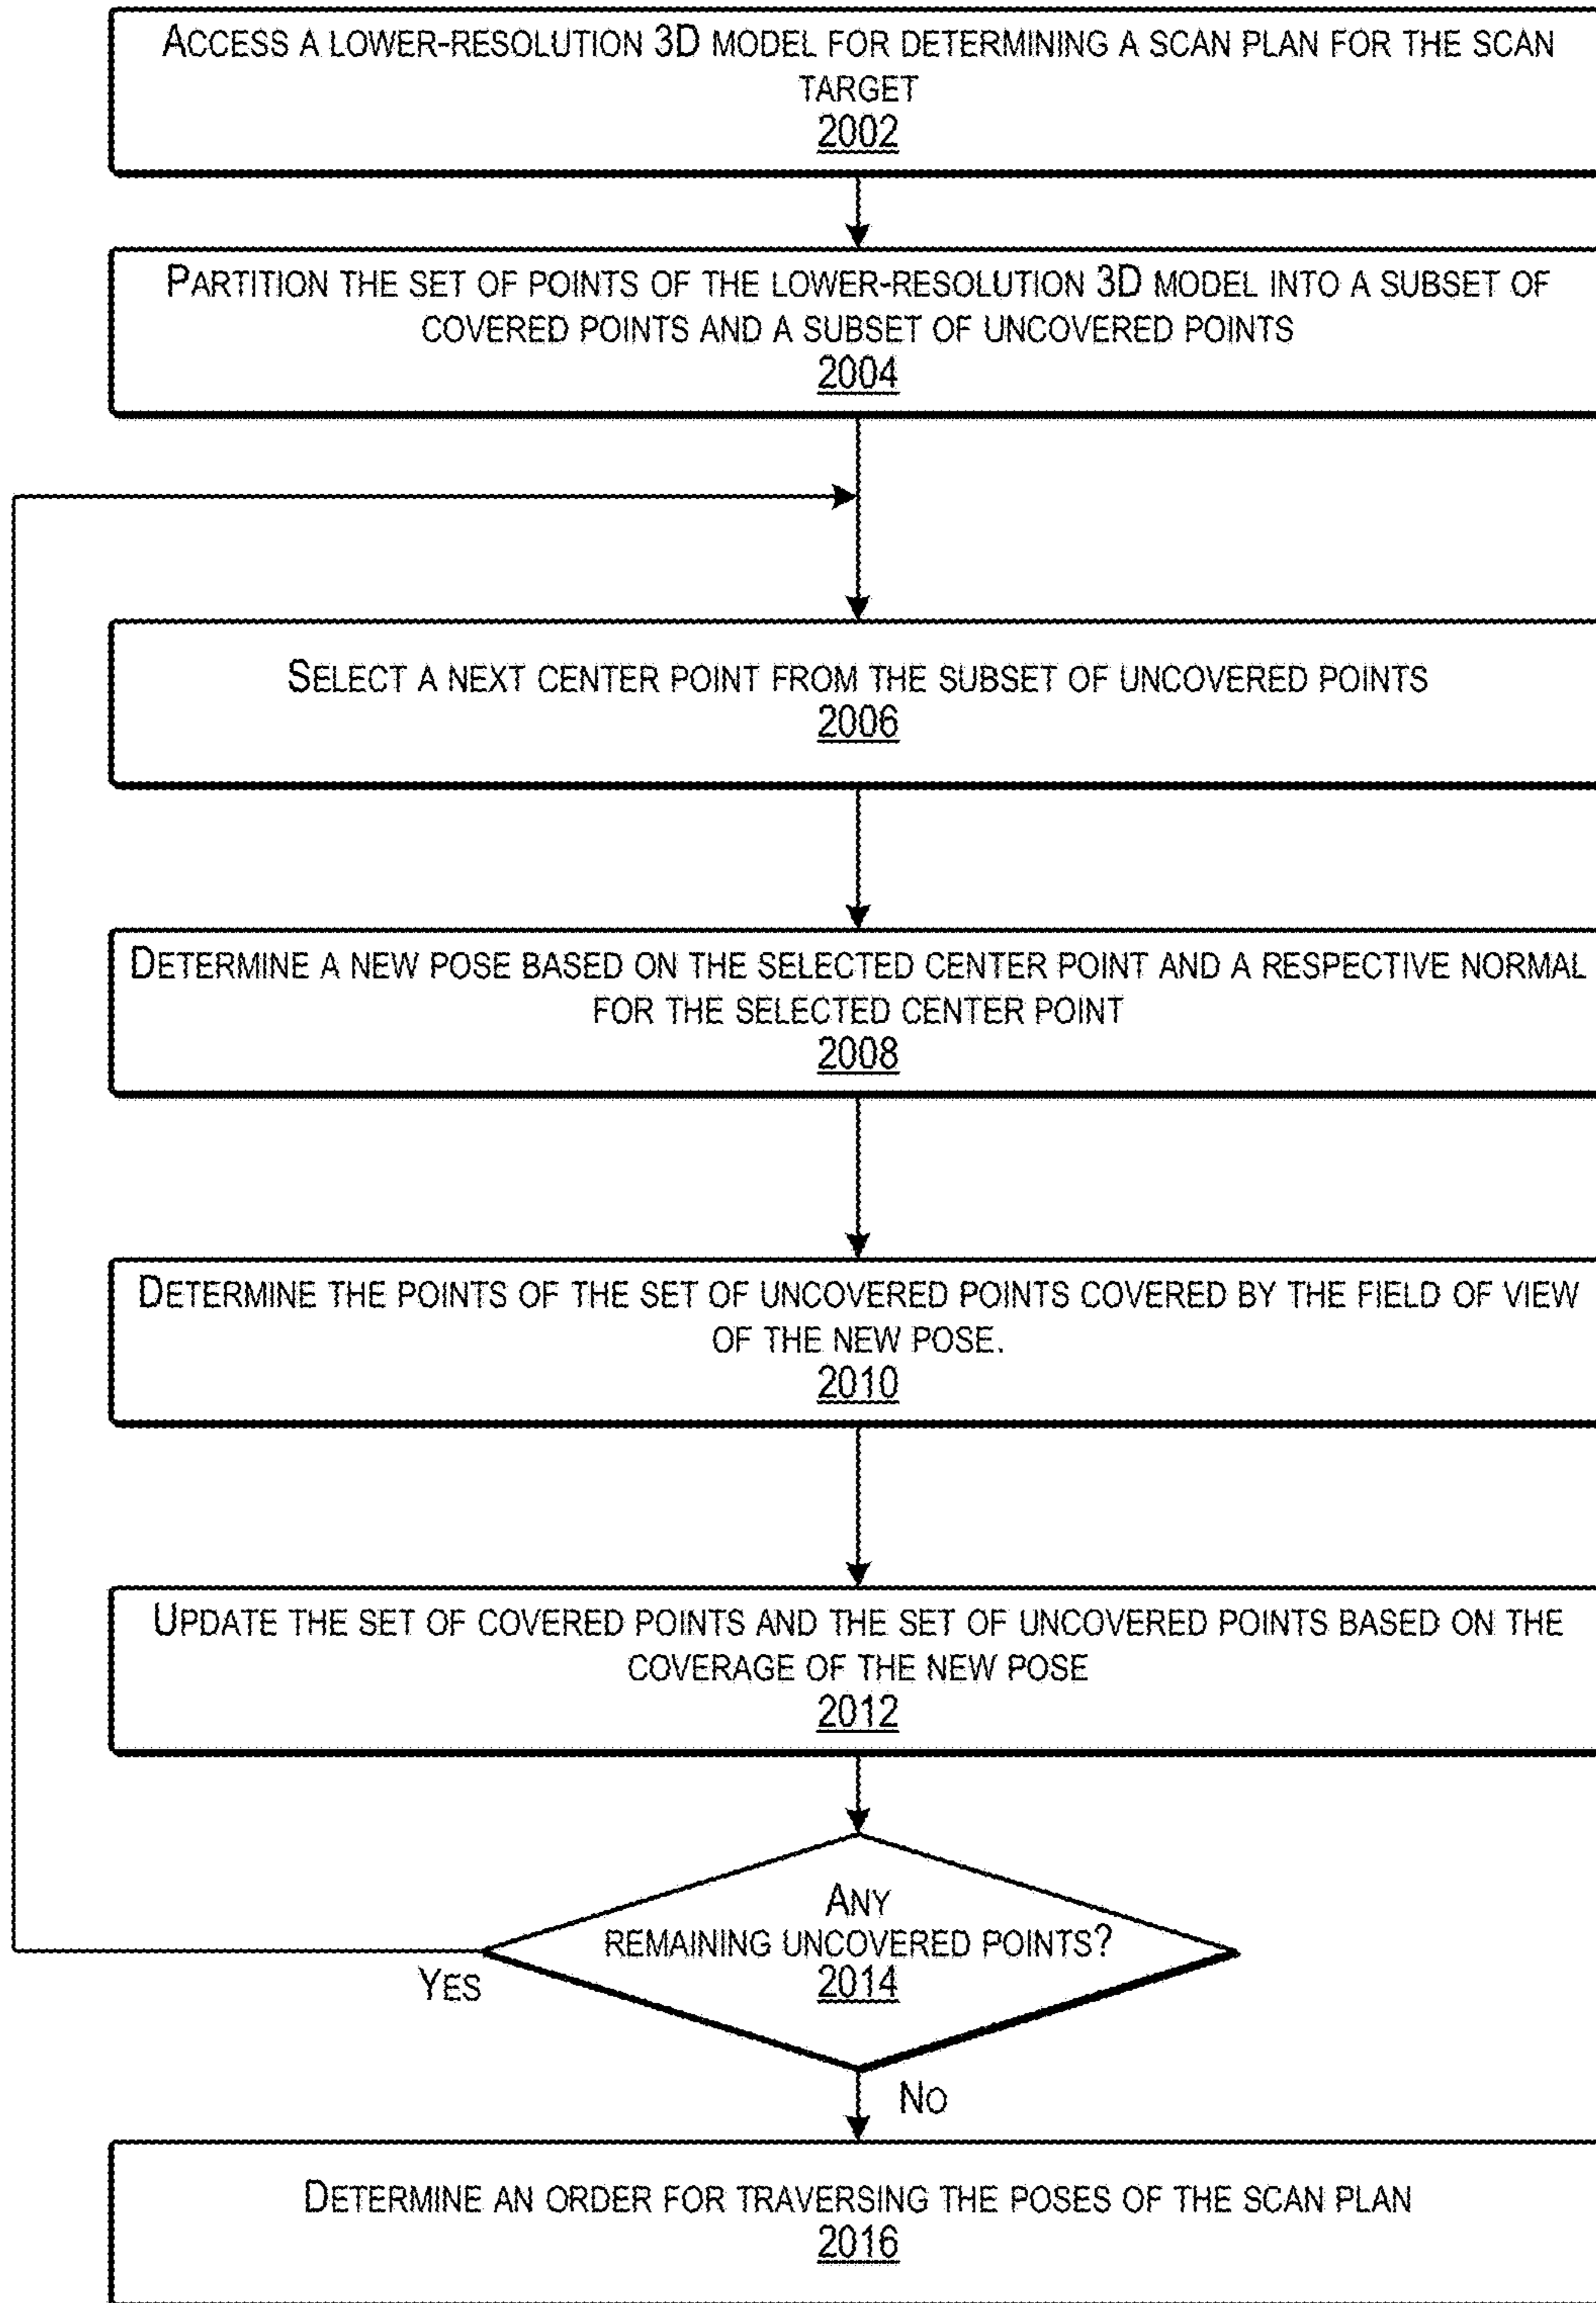 ACCESS A LOWER-RESOLUTION 3D MODEL FOR DETERMINING A SCAN PLAN FOR THE SCAN
TARGET
2002
PARTITION THE SET OF POINTS OF THE LOWER-RESOLUTION 3D MODEL INTO A SUBSET OF
COVERED POINTS AND A SUBSET OF UNCOVERED POINTS
2004
SELECT A NEXT CENTER POINT FROM THE SUBSET OF UNCOVERED POINTS
2006
DETERMINE A NEW POSE BASED ON THE SELECTED CENTER POINT AND A RESPECTIVE NORMAL
FOR THE SELECTED CENTER POINT
2008
DETERMINE THE POINTS OF THE SET OF UNCOVERED POINTS COVERED BY THE FIELD OF VIEW
OF THE NEW POSE.
2010
UPDATE THE SET OF COVERED POINTS AND THE SET OF UNCOVERED POINTS BASED ON THE
COVERAGE OF THE NEW POSE
2012
ANY
REMAINING UNCOVERED POINTS?
2014
YES
NO
DETERMINE AN ORDER FOR TRAVERSING THE POSES OF THE SCAN PLAN
2016